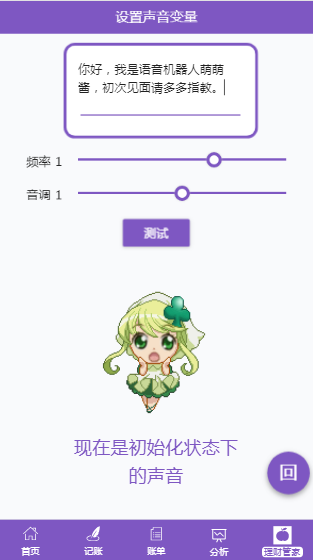 设置声音变量
你好，我是语音机器人萌萌
酱，初次见面请多多指教。
频率 1
音调 1
测试
现在是初始化状态下
的声音
回
首页
记账
账单
分析
理财管家